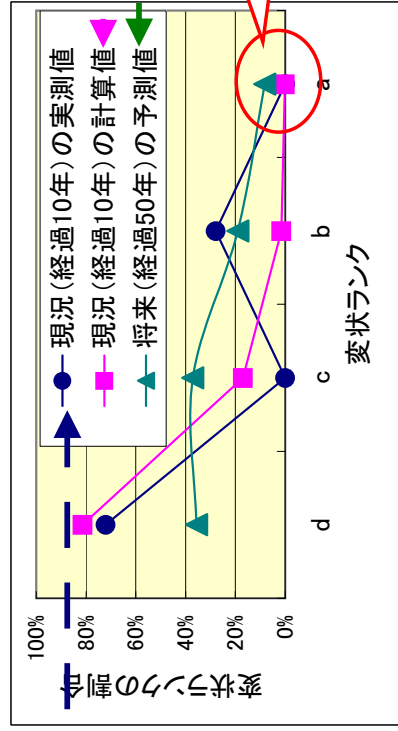 現況(経過10年)の実測値
現況(経過10年)の計算値
将来(経過50年)の予測値
100%
80%
60%
40%
20%
0%
変状ランクの割合
d
c
b
a
変状ランク